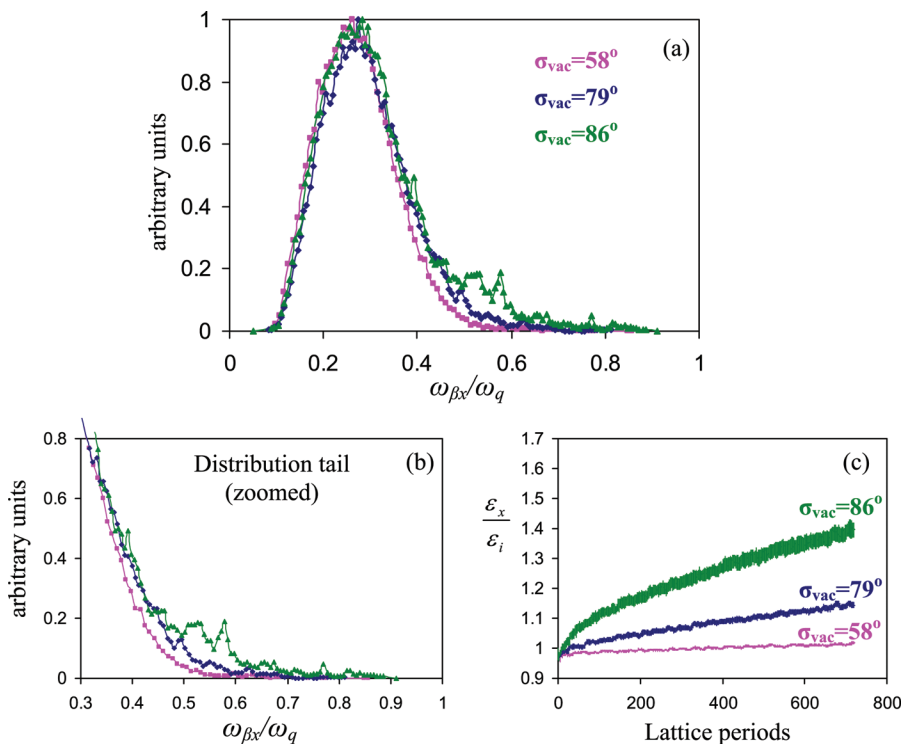 1
0.8
0.6
0.4
0.2
0
arbitrary units
(a)
σvac=58°
σvac=79°
σvac=86°
0 0.2 0.4 0.6 0.8 1
ωβx/ωq
0.8
0.6
0.4
0.2
0
arbitrary units
Distribution tail
(zoomed)
(b)
0.3 0.4 0.5 0.6 0.7 0.8 0.9 1
ωβx/ωq
1.7
1.6
1.5
1.4
1.3
1.2
1.1
1
0.9
εx
εi
(c)
σvac=86°
σvac=79°
σvac=58°
0 200 400 600 800
Lattice periods